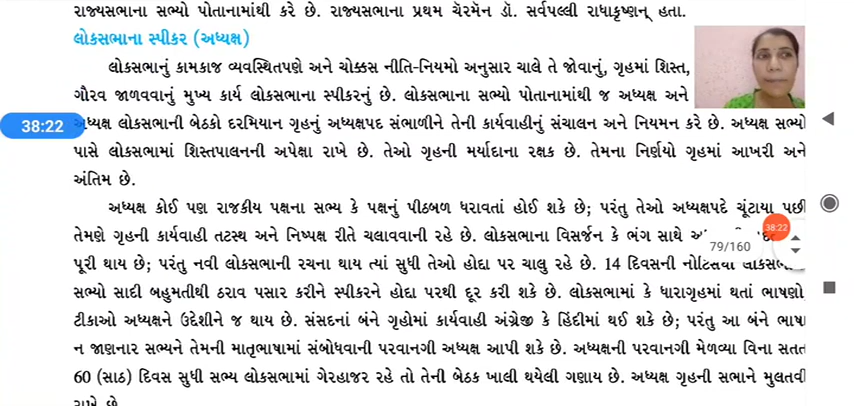 રાજ્યસભાના સભ્યો પોતાનામાંથી કરે છે. રાજ્યસભાના પ્રથમ ચૅરમૅન ડૉ. સર્વપલ્લી રાધાકૃષ્ણન્ હતા.
લોકસભાના સ્પીકર (અધ્યક્ષ)
લોકસભાનું કામકાજ વ્યવસ્થિતપણે અને ચોક્કસ નીતિ-નિયમો અનુસાર ચાલે તે જોવાનું, ગૃહમાં શિસ્ત,
ગૌરવ જાળવવાનું મુખ્ય કાર્ય લોકસભાના સ્પીકરનું છે. લોકસભાના સભ્યો પોતાનામાંથી જ અધ્યક્ષ અને
38:22
અધ્યક્ષ લોકસભાની બેઠકો દરમિયાન ગૃહનું અધ્યક્ષપદ સંભાળીને તેની કાર્યવાહીનું સંચાલન અને નિયમન કરે છે. અધ્યક્ષ સભ્યો
પાસે લોકસભામાં શિસ્તપાલનની અપેક્ષા રાખે છે. તેઓ ગૃહની મર્યાદાના રક્ષક છે. તેમના નિર્ણયો ગૃહમાં આખરી અને
અંતિમ છે.
અધ્યક્ષ કોઈ પણ રાજકીય પક્ષના સભ્ય કે પક્ષનું પીઠબળ ધરાવતાં હોઈ શકે છે; પરંતુ તેઓ અધ્યક્ષપદે ચૂંટાયા પછી
તેમણે ગૃહની કાર્યવાહી તટસ્થ અને નિષ્પક્ષ રીતે ચલાવવાની રહે છે. લોકસભાના વિસર્જન કે ભંગ સાથે
38:22
79/160
પૂરી થાય છે; પરંતુ નવી લોકસભાની રચના થાય ત્યાં સુધી તેઓ હોદ્દા પર ચાલુ રહે છે. 14 દિવસની
સભ્યો સાદી બહુમતીથી ઠરાવ પસાર કરીને સ્પીકરને હોદ્દા પરથી દૂર કરી શકે છે. લોકસભામાં કે ધારાગૃહમાં થતાં ભાષણો,
ટીકાઓ અધ્યક્ષને ઉદ્દેશીને જ થાય છે. સંસદનાં બંને ગૃહોમાં કાર્યવાહી અંગ્રેજી કે હિંદીમાં થઈ શકે છે; પરંતુ આ બંને ભાષા
ન જાણનાર સભ્યને તેમની માતૃભાષામાં સંબોધવાની પરવાનગી અધ્યક્ષ આપી શકે છે. અધ્યક્ષની પરવાનગી મેળવ્યા વિના સતત
60 (સાઠ) દિવસ સુધી સભ્ય લોકસભામાં ગેરહાજર રહે તો તેની બેઠક ખાલી થયેલી ગણાય છે. અધ્યક્ષ ગૃહની સભાને મુલતવી